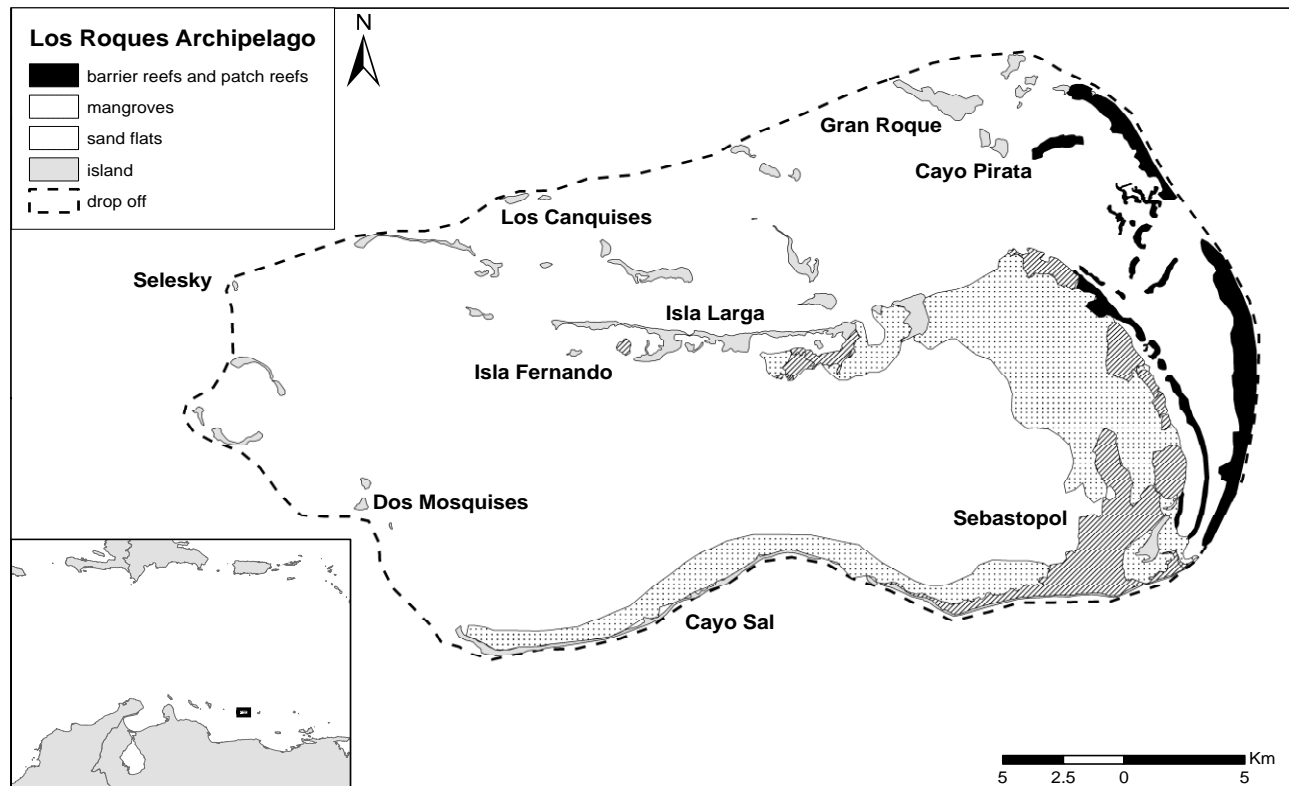 Los Roques Archipelago
barrier reefs and patch reefs
mangroves
sand flats
island
drop off
N
Gran Roque
Cayo Pirata
Los Canquises
Selesky
Isla Larga
Isla Fernando
Dos Mosquises
Sebastopol
Cayo Sal
Km
5 2.5 0 5